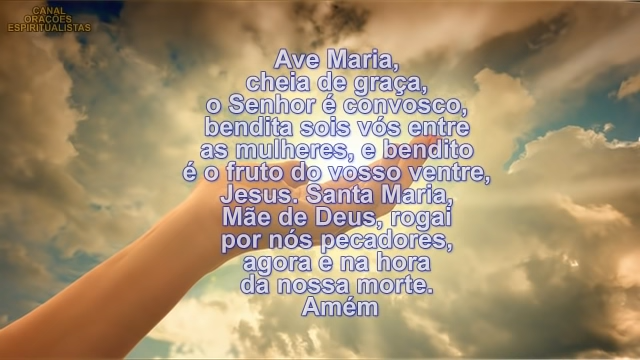 CANAL
ORAÇÕES
ESPIRITUALISTAS
Ave Maria,
cheia de graça,
o Senhor é convosco,
bendita sois vós entre
as mulheres, e bendito
é o fruto do vosso ventre,
Jesus. Santa Maria,
Mãe de Deus, rogai
por nós pecadores,
agora e na hora
da nossa morte.
Amém